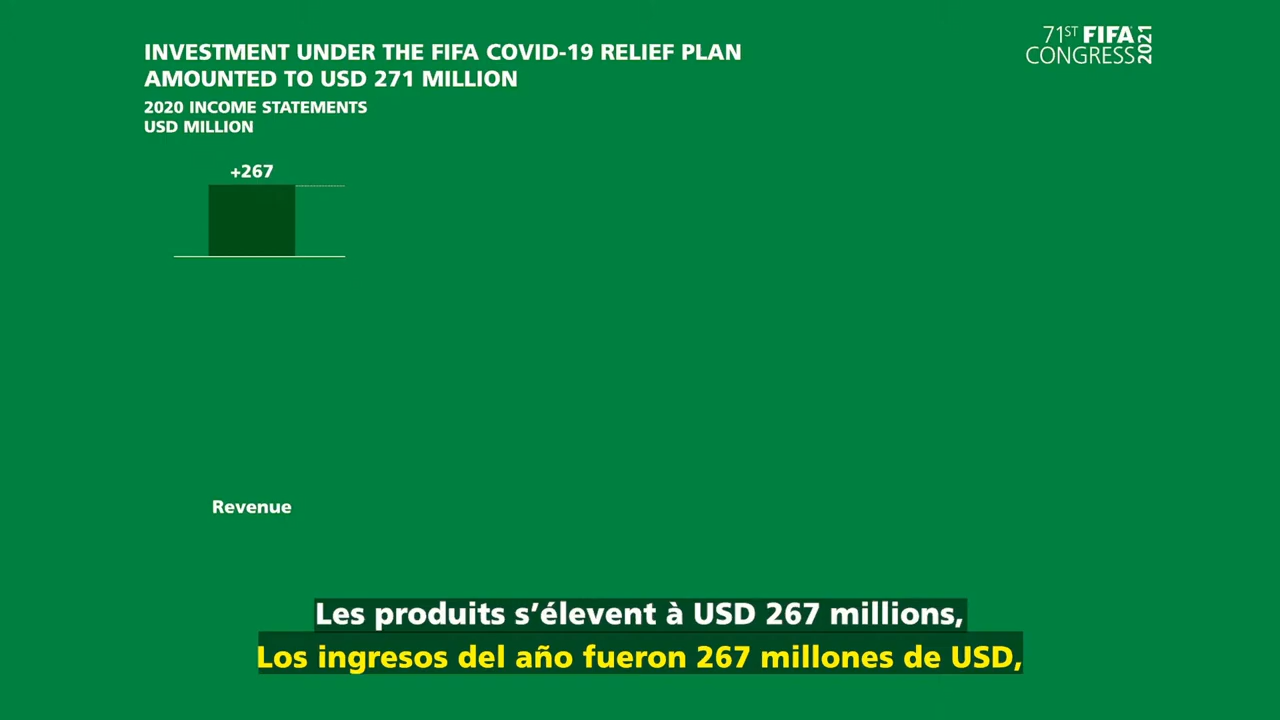 INVESTMENT UNDER THE FIFA COVID-19 RELIEF PLAN
AMOUNTED TO USD 271 MILLION
2020 INCOME STATEMENTS
USD MILLION
71ST FIFA
CONGRESS
2021
+267
Revenue
Les produits s’élevent à USD 267 millions,
Los ingresos del año fueron 267 millones de USD,